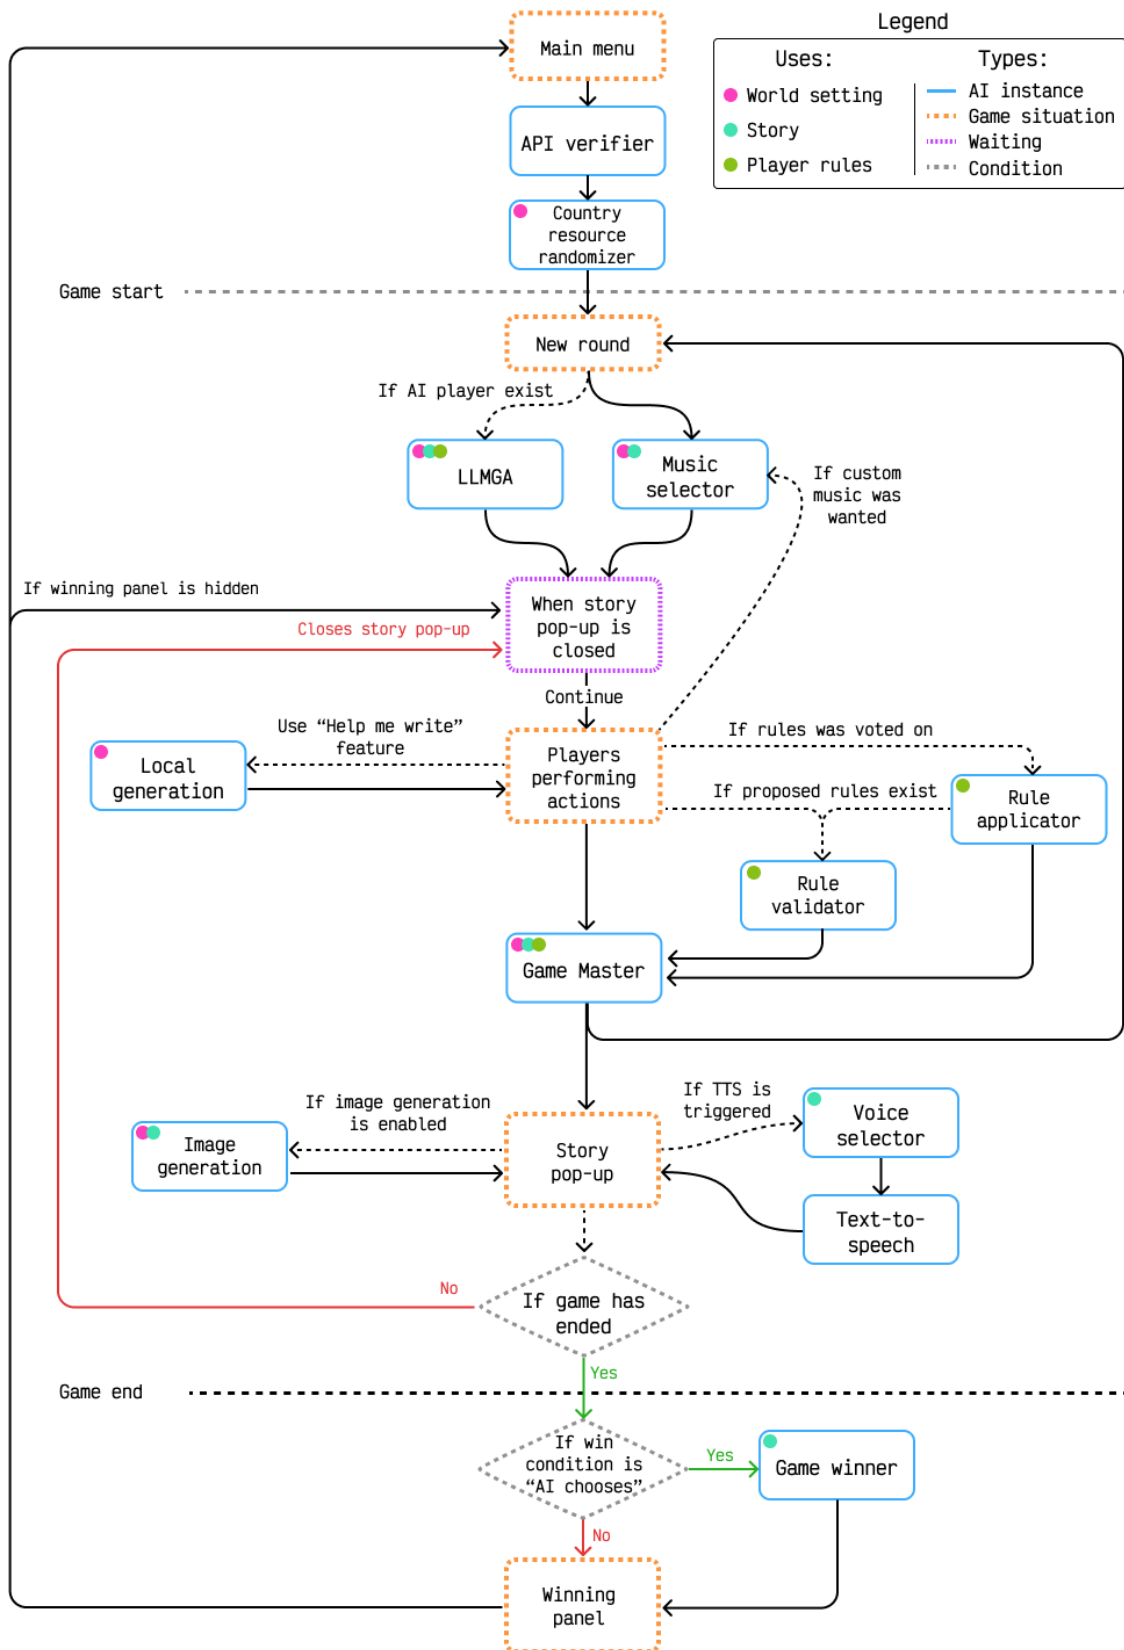 Legend
Uses:
World setting
Story
Player rules
Types:
AI instance
Game situation
Waiting
Condition
Main menu
API verifier
Country
resource
randomizer
Game start
New round
If AI player exist
LLMGA
Music
selector
If custom
music was
wanted
If winning panel is hidden
Closes story pop-up
When story
pop-up is
closed
Continue
Use “Help me write”
feature
Local
generation
Players
performing
actions
If rules was voted on
If proposed rules exist
Rule
applicator
Rule
validator
Game Master
If image generation
is enabled
Image
generation
Story
pop-up
If TTS is
triggered
Voice
selector
Text-to-
speech
No
If game has
ended
Yes
Game end
If win
condition is
“AI chooses”
Yes
Game winner
No
Winning
panel